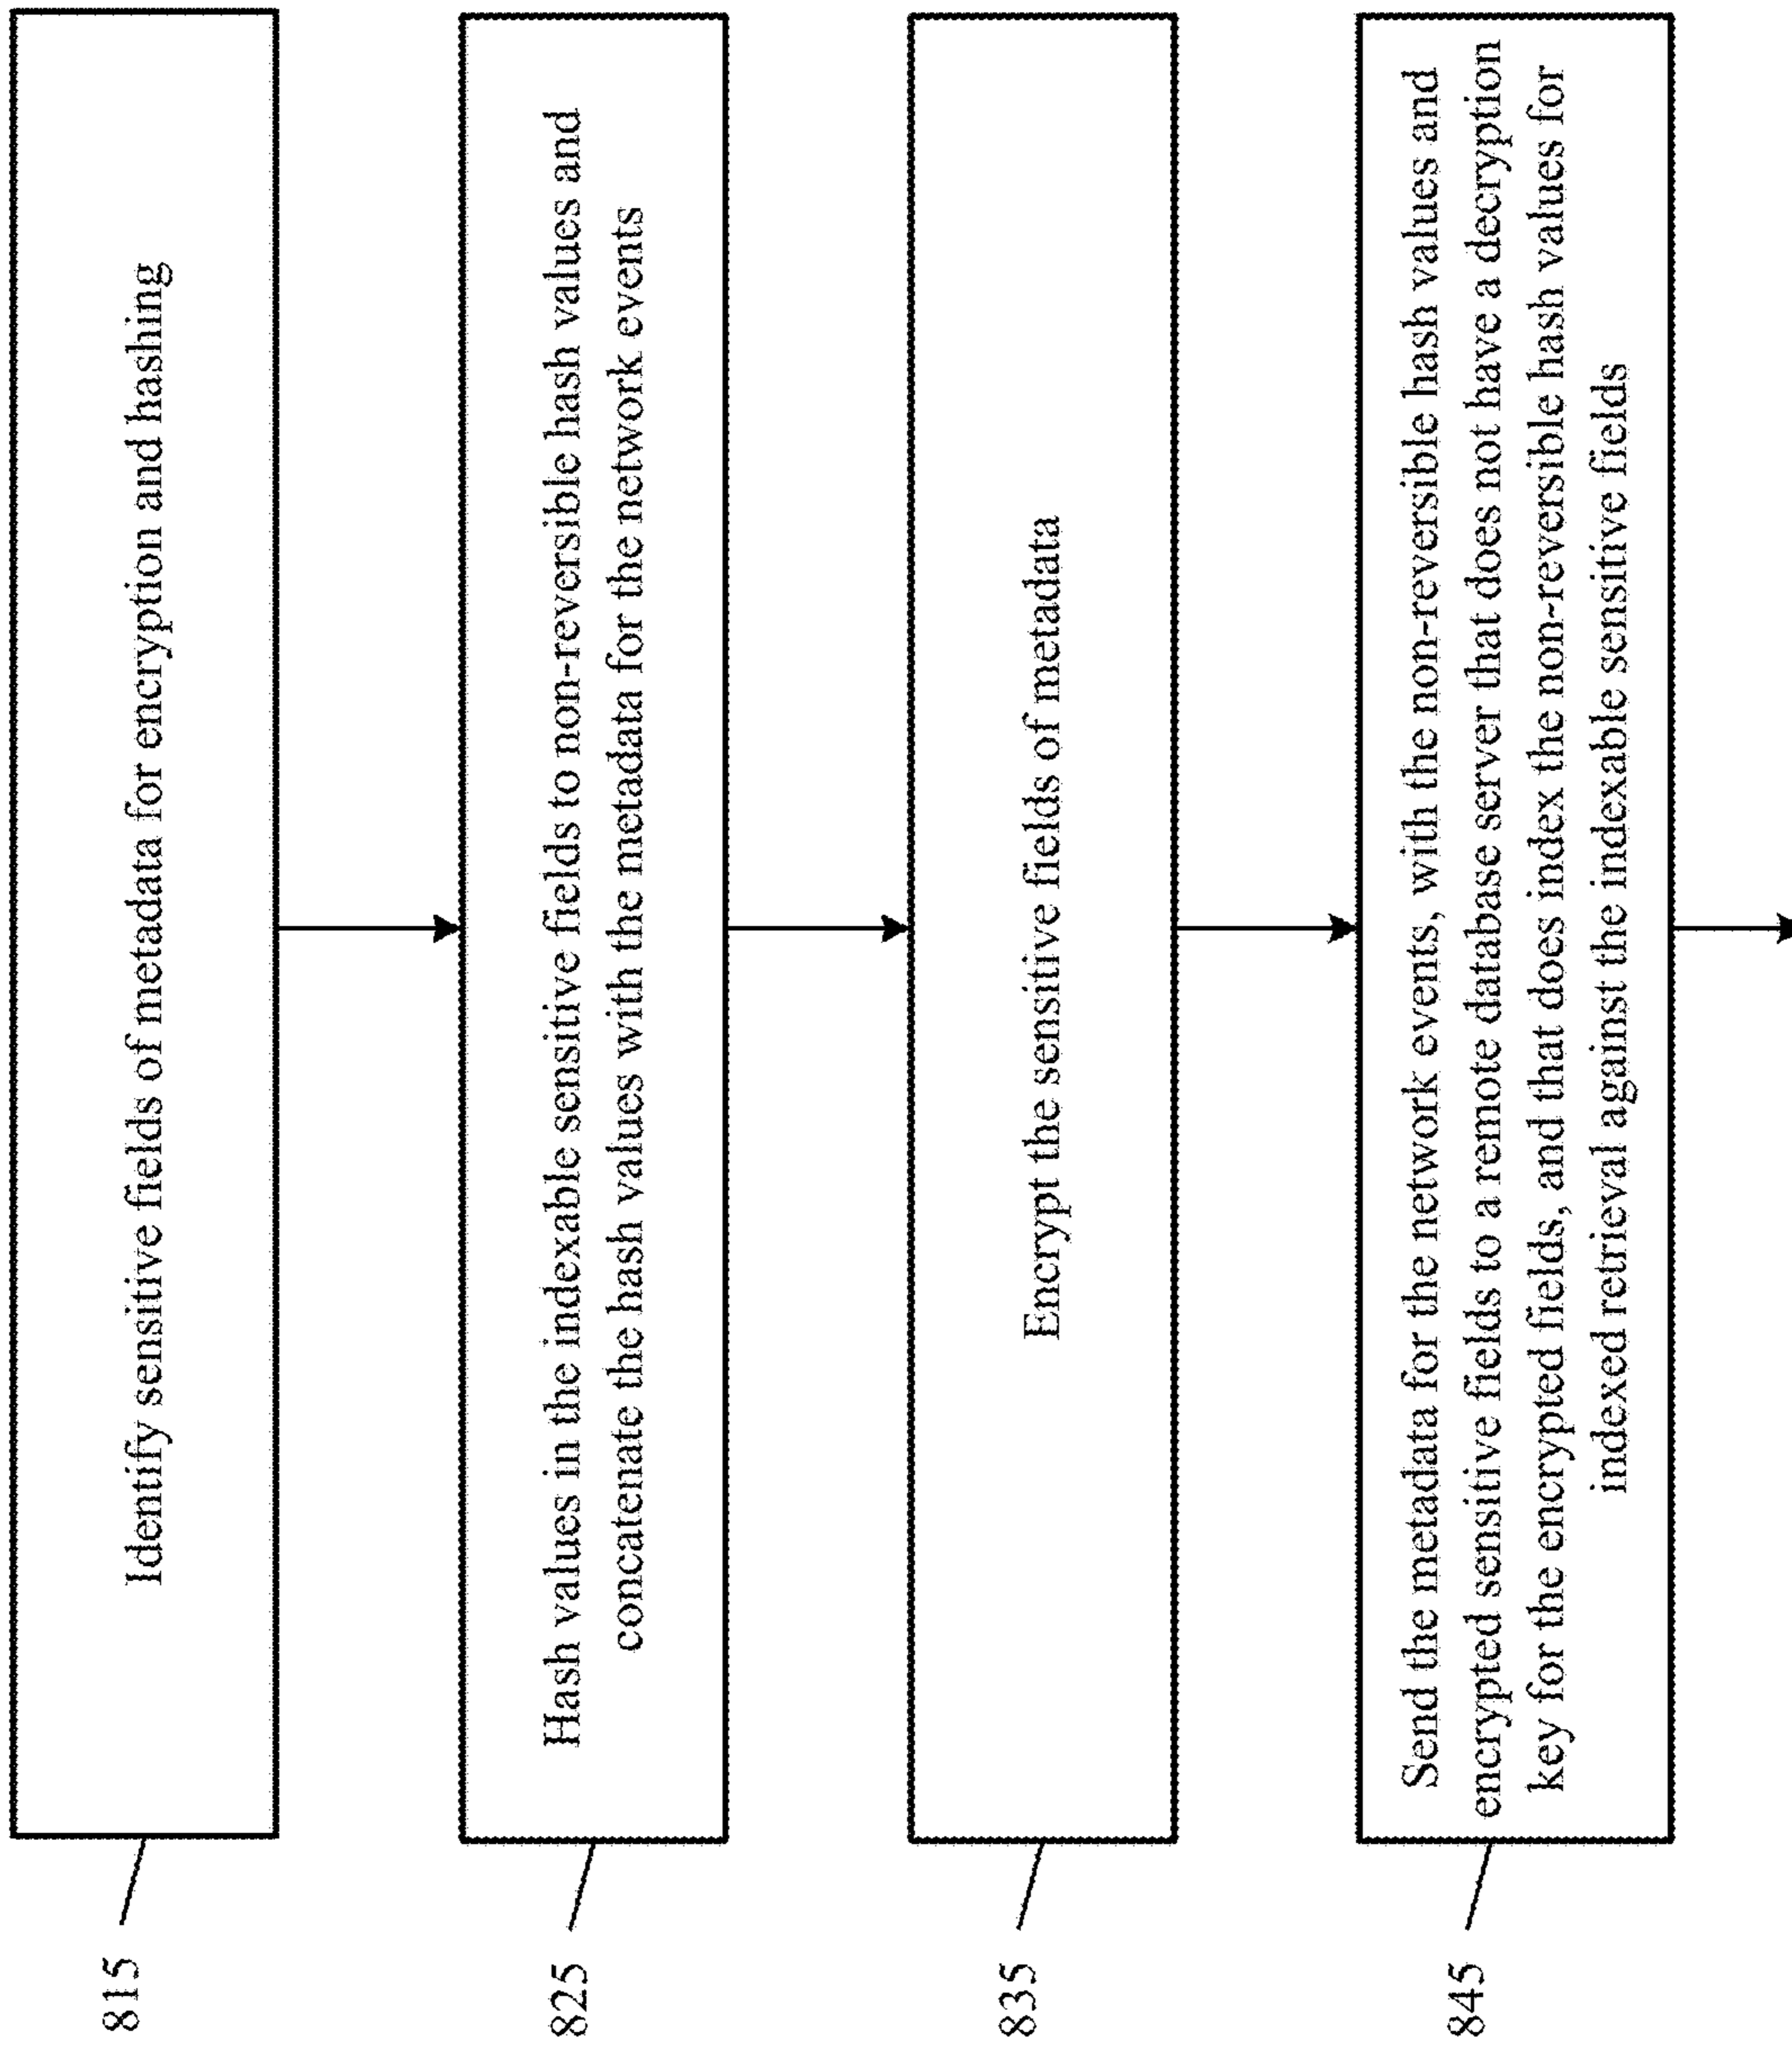 815
Identify sensitive fields of metadata for encryption and hashing
825
Hash values in the indexable sensitive fields to non-reversible hash values and
concatenate the hash values with the metadata for the network events
835
Encrypt the sensitive fields of metadata
845
Send the metadata for the network events, with the non-reversible hash values and
encrypted sensitive fields to a remote database server that does not have a decryption
key for the encrypted fields, and that does index the non-reversible hash values for
indexed retrieval against the indexable sensitive fields